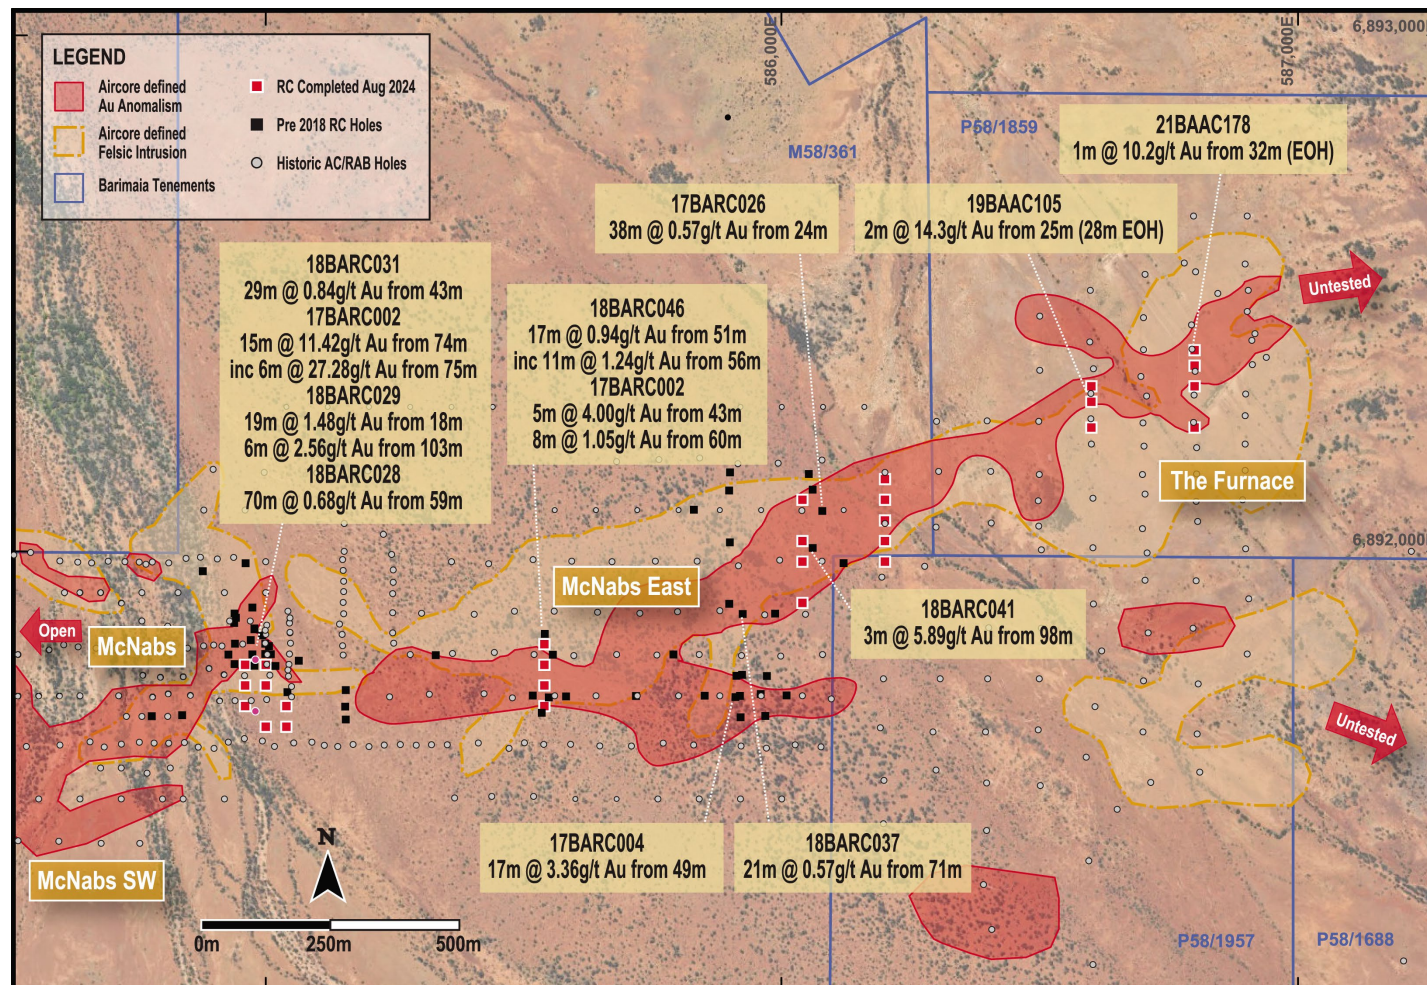 LEGEND
Aircore defined
Au Anomalism
Aircore defined
Felsic Intrusion
Barimaia Tenements
RC Completed Aug 2024
Pre 2018 RC Holes
Historic AC/RAB Holes
586,000E
587,000E
6,893,000
M58/361
P58/1859
21BAAC178
1m @ 10.2g/t Au from 32m (EOH)
17BARC026
38m @ 0.57g/t Au from 24m
19BAAC105
2m @ 14.3g/t Au from 25m (28m EOH)
18BARC031
29m @ 0.84g/t Au from 43m
17BARC002
15m @ 11.42g/t Au from 74m
inc 6m @ 27.28g/t Au from 75m
18BARC029
19m @ 1.48g/t Au from 18m
6m @ 2.56g/t Au from 103m
18BARC028
70m @ 0.68g/t Au from 59m
18BARC046
17m @ 0.94g/t Au from 51m
inc 11m @ 1.24g/t Au from 56m
17BARC002
5m @ 4.00g/t Au from 43m
8m @ 1.05g/t Au from 60m
Untested
The Furnace
6,892,000
McNabs East
18BARC041
3m @ 5.89g/t Au from 98m
Open
McNabs
Untested
17BARC004
17m @ 3.36g/t Au from 49m
18BARC037
21m @ 0.57g/t Au from 71m
McNabs SW
N
0m
250m
500m
P58/1957
P58/1688